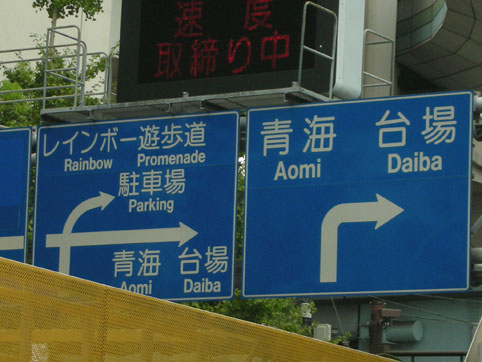 速度
取締り中
レインボー遊歩道
Rainbow Promenade
駐車場
Parking
青海 台場
Aomi Daiba
青海 台場
Aomi Daiba